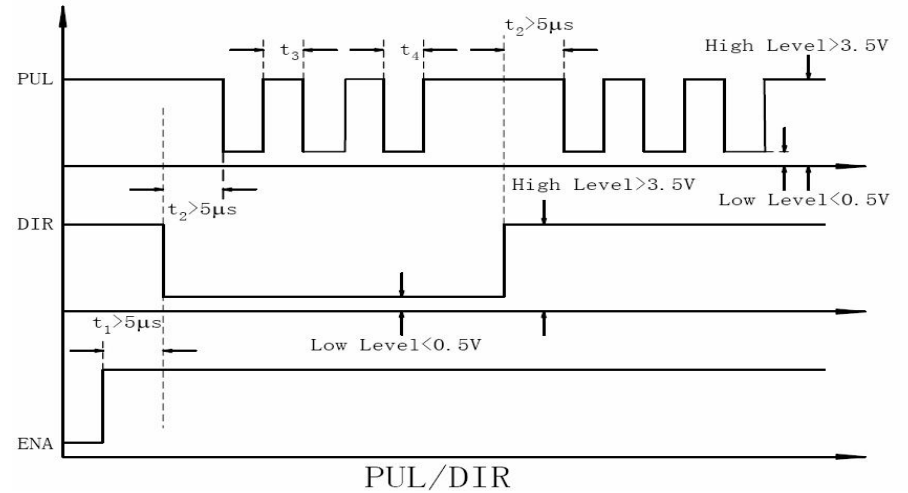 t2>5µs
t3
t4
High Level>3.5V
PUL
High Level>3.5V
Low Level<0.5V
t2>5µs
DIR
t1>5µs
Low Level<0.5V
ENA
PUL/DIR